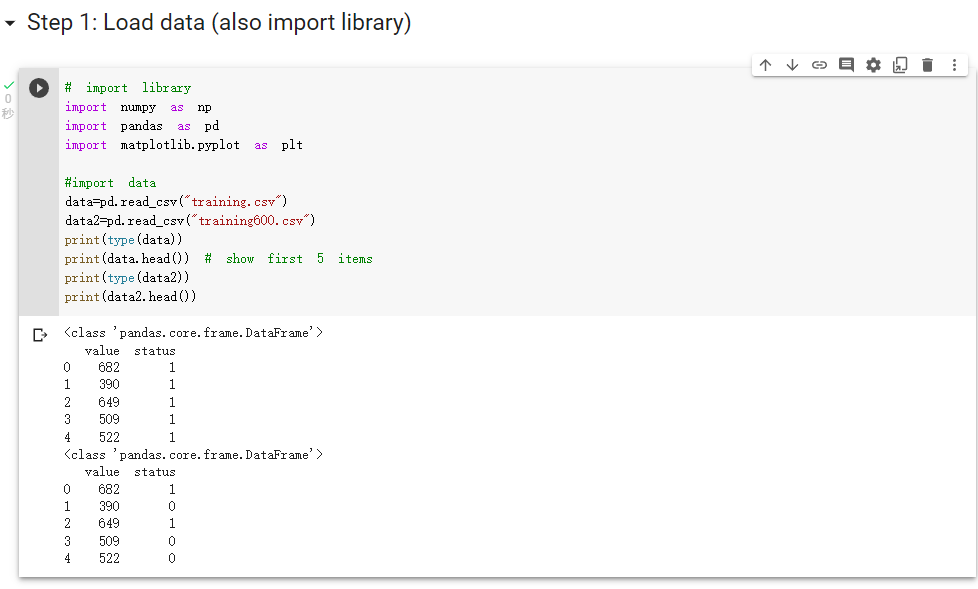 Step 1: Load data (also import library)
# import library
import numpy as np
import pandas as pd
import matplotlib.pyplot as plt
#import data
data=pd.read_csv("training.csv")
data2=pd.read_csv("training600.csv")
print(type(data))
print(data.head()) # show first 5 items
print(type(data2))
print(data2.head())
0
秒
<class 'pandas.core.frame.DataFrame'>
value status
0 682 1
1 390 1
2 649 1
3 509 1
4 522 1
<class 'pandas.core.frame.DataFrame'>
value status
0 682 1
1 390 0
2 649 1
3 509 0
4 522 0